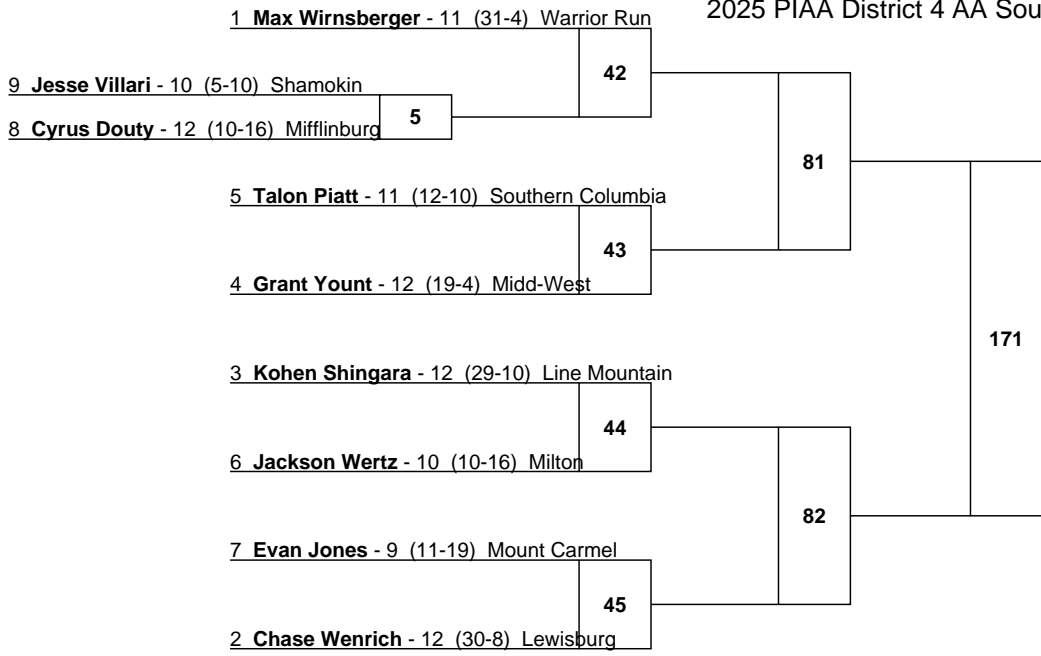 2025 PIAA District 4 AA Sou
1 Max Wirnsberger - 11 (31-4) Warrior Run
42
9 Jesse Villari - 10 (5-10) Shamokin
5
8 Cyrus Douty - 12 (10-16) Mifflinburg
81
5 Talon Piatt - 11 (12-10) Southern Columbia
43
4 Grant Yount - 12 (19-4) Midd-West
171
3 Kohen Shingara - 12 (29-10) Line Mountain
44
6 Jackson Wertz - 10 (10-16) Milton
82
7 Evan Jones - 9 (11-19) Mount Carmel
45
2 Chase Wenrich - 12 (30-8) Lewisburg